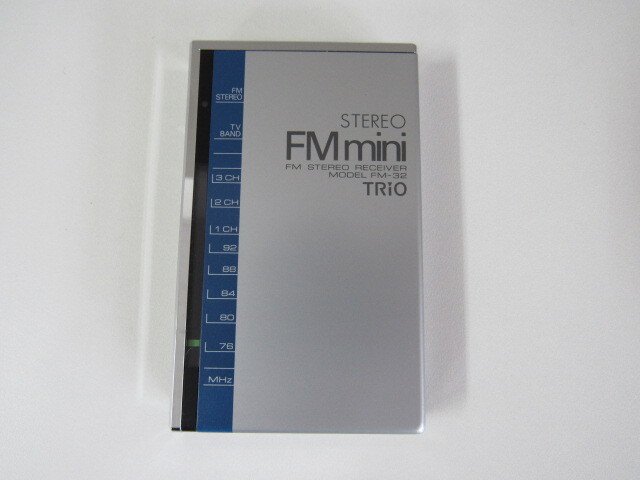 FM
STEREO
TV
BAND
3 CH
2 CH
1 CH
92
88
84
80
76
MHz
STEREO
FM mini
FM STEREO RECEIVER
MODEL FM-32
TRIO